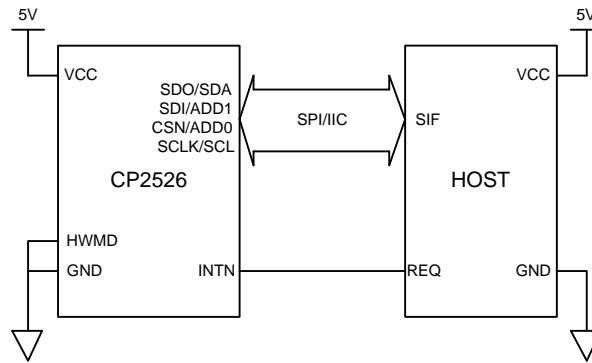 5V
5V
VCC
VCC
SDO/SDA
SDI/ADD1
CSN/ADD0
SCLK/SCL
SPI/IIC
SIF
CP2526
HOST
HWMD
GND
INTN
REQ
GND